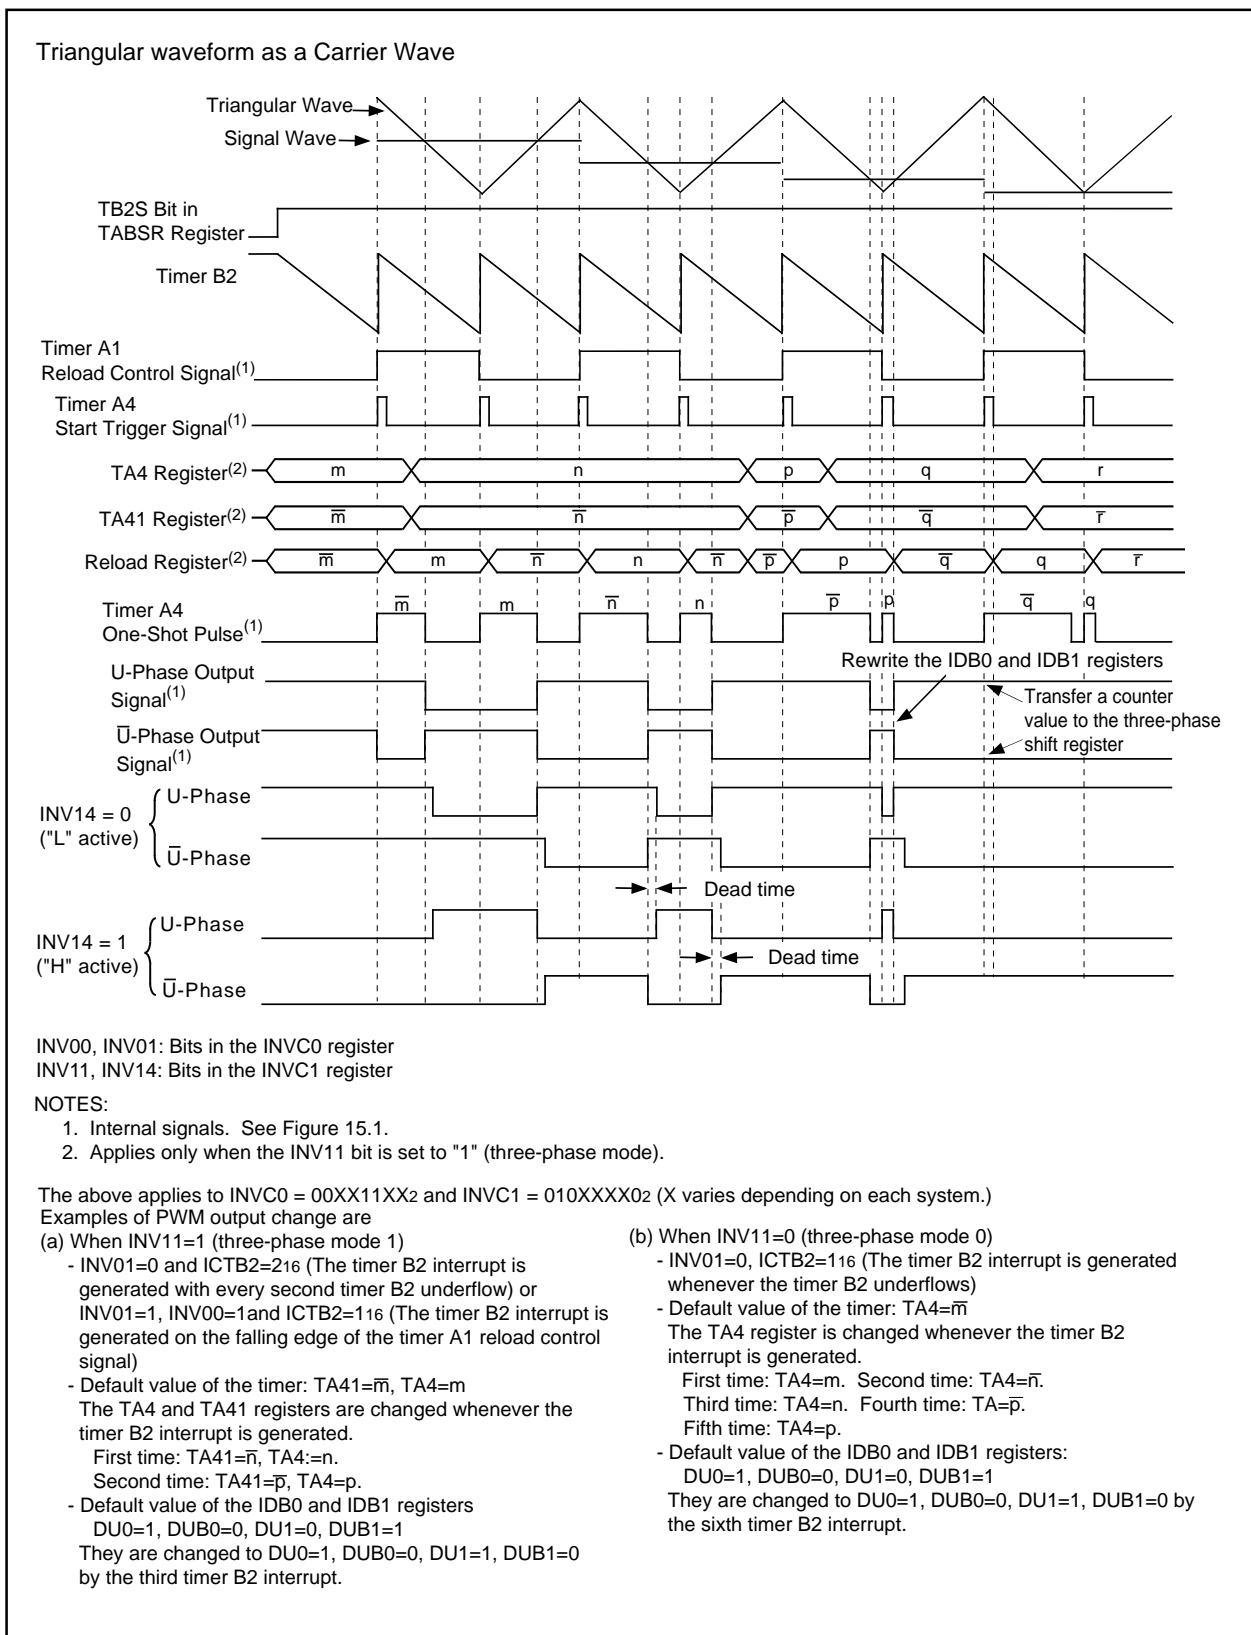 Triangular waveform as a Carrier Wave
Triangular Wave
Signal Wave
TB2S Bit in
TABSR Register
Timer B2
Timer A1
Reload Control Signal(1)
Timer A4
Start Trigger Signal(1)
TA4 Register(2) m n p q r
TA41 Register(2) m̅ n̅ p̅ q̅ r̅
Reload Register(2) m̅ m n̅ n n̅ p̅ p q̅ q r̅
Timer A4
One-Shot Pulse(1)
m̅ m n̅ n p̅ p q̅ q
Rewrite the IDB0 and IDB1 registers
U-Phase Output
Signal(1)
Transfer a counter
value to the three-phase
shift register
U̅-Phase Output
Signal(1)
INV14 = 0
("L" active)
U-Phase
U̅-Phase
Dead time
INV14 = 1
("H" active)
U-Phase
U̅-Phase
Dead time
INV00, INV01: Bits in the INVC0 register
INV11, INV14: Bits in the INVC1 register
NOTES:
1. Internal signals. See Figure 15.1.
2. Applies only when the INV11 bit is set to "1" (three-phase mode).
The above applies to INVC0 = 00XX11XX2 and INVC1 = 010XXXX02 (X varies depending on each system.)
Examples of PWM output change are
(a) When INV11=1 (three-phase mode 1)
- INV01=0 and ICTB2=216 (The timer B2 interrupt is
generated with every second timer B2 underflow) or
INV01=1, INV00=1and ICTB2=116 (The timer B2 interrupt is
generated on the falling edge of the timer A1 reload control
signal)
- Default value of the timer: TA41=m̅, TA4=m
The TA4 and TA41 registers are changed whenever the
timer B2 interrupt is generated.
First time: TA41=n̅, TA4:=n.
Second time: TA41=p̅, TA4=p.
- Default value of the IDB0 and IDB1 registers
DU0=1, DUB0=0, DU1=0, DUB1=1
They are changed to DU0=1, DUB0=0, DU1=1, DUB1=0
by the third timer B2 interrupt.
(b) When INV11=0 (three-phase mode 0)
- INV01=0, ICTB2=116 (The timer B2 interrupt is generated
whenever the timer B2 underflows)
- Default value of the timer: TA4=m̅
The TA4 register is changed whenever the timer B2
interrupt is generated.
First time: TA4=m. Second time: TA4=n̅.
Third time: TA4=n. Fourth time: TA=p̅.
Fifth time: TA4=p.
- Default value of the IDB0 and IDB1 registers:
DU0=1, DUB0=0, DU1=0, DUB1=1
They are changed to DU0=1, DUB0=0, DU1=1, DUB1=0 by
the sixth timer B2 interrupt.